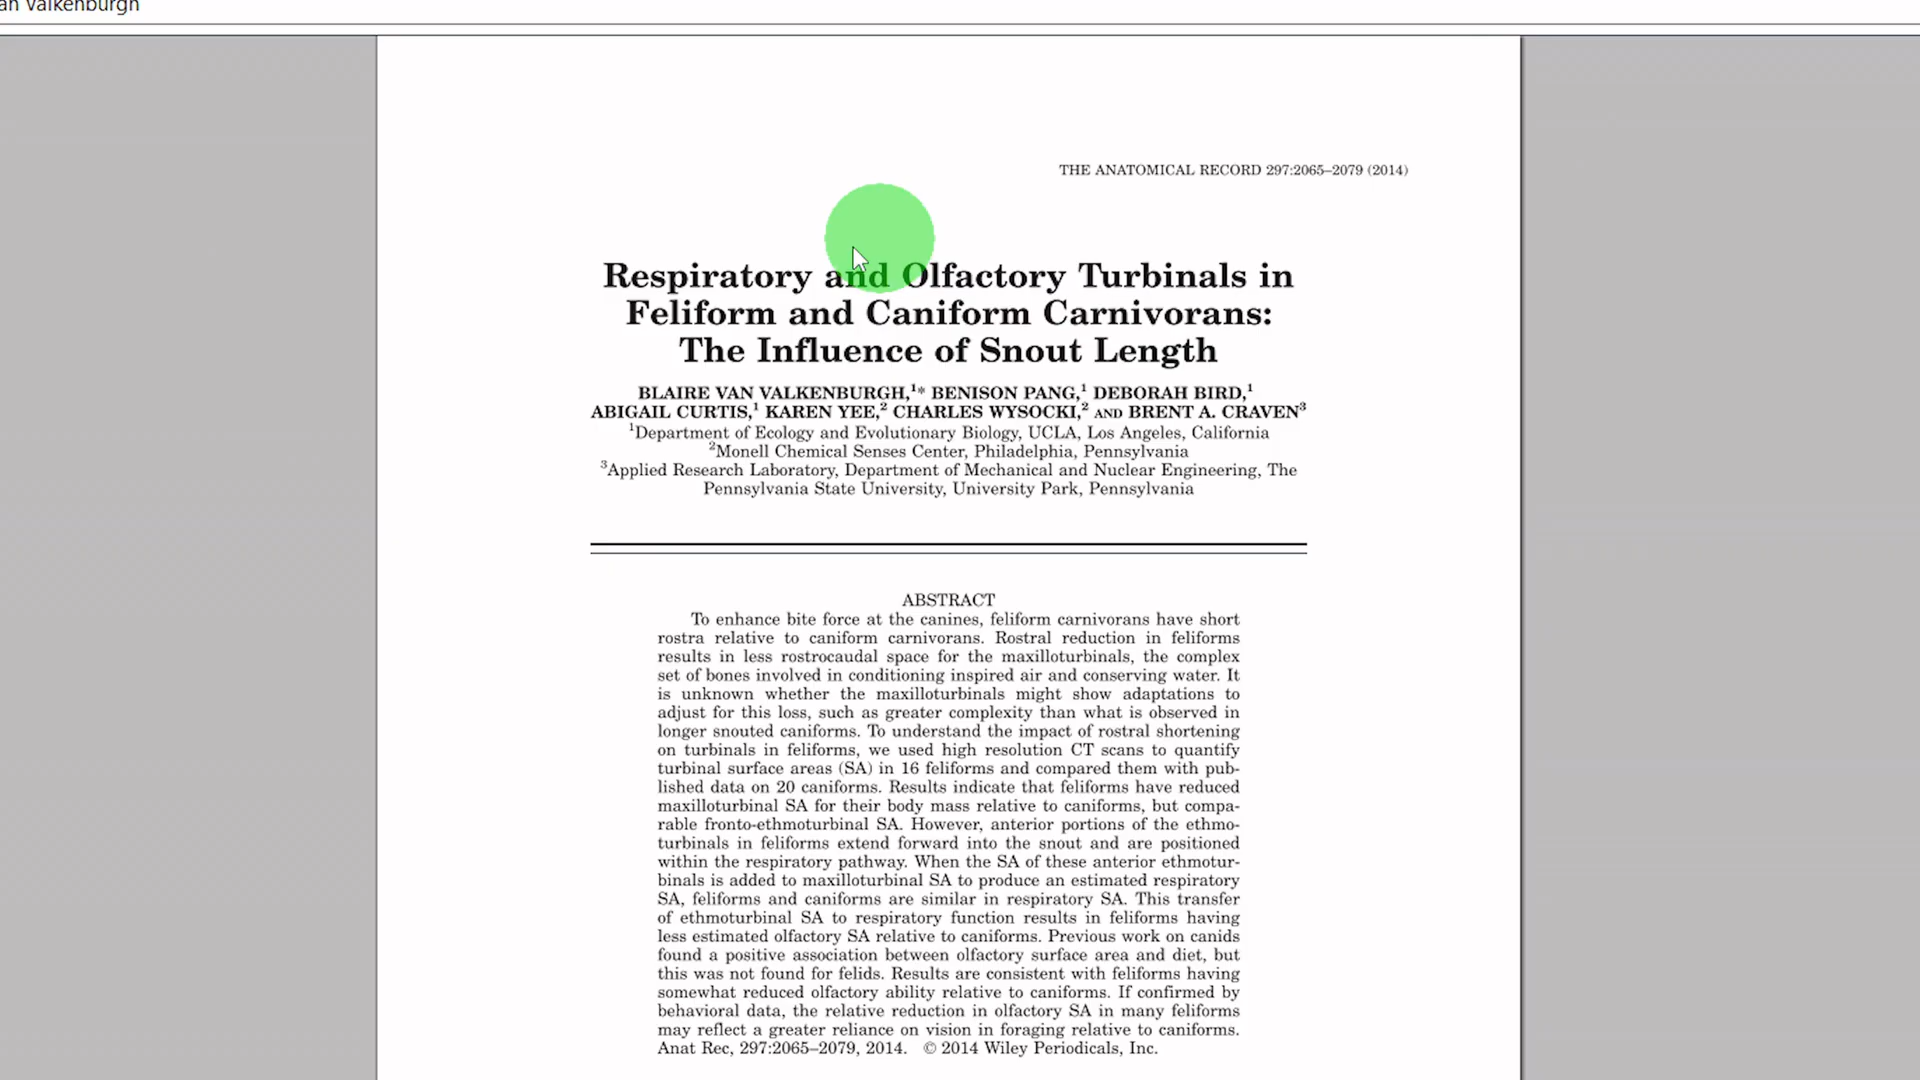 an Valkenburgh
THE ANATOMICAL RECORD 297:2065–2079 (2014)
Respiratory and Olfactory Turbinals in
Feliform and Caniform Carnivorans:
The Influence of Snout Length
BLAIRE VAN VALKENBURGH,1* BENISON PANG,1 DEBORAH BIRD,1
ABIGAIL CURTIS,1 KAREN YEE,2 CHARLES WYSOCKI,2 AND BRENT A. CRAVEN3
1Department of Ecology and Evolutionary Biology, UCLA, Los Angeles, California
2Monell Chemical Senses Center, Philadelphia, Pennsylvania
3Applied Research Laboratory, Department of Mechanical and Nuclear Engineering, The
Pennsylvania State University, University Park, Pennsylvania
ABSTRACT
To enhance bite force at the canines, feliform carnivorans have short
rostra relative to caniform carnivorans. Rostral reduction in feliforms
results in less rostrocaudal space for the maxilloturbinals, the complex
set of bones involved in conditioning inspired air and conserving water. It
is unknown whether the maxilloturbinals might show adaptations to
adjust for this loss, such as greater complexity than what is observed in
longer snouted caniforms. To understand the impact of rostral shortening
on turbinals in feliforms, we used high resolution CT scans to quantify
turbinal surface areas (SA) in 16 feliforms and compared them with pub-
lished data on 20 caniforms. Results indicate that feliforms have reduced
maxilloturbinal SA for their body mass relative to caniforms, but compa-
rable fronto-ethmoturbinal SA. However, anterior portions of the ethmo-
turbinals in feliforms extend forward into the snout and are positioned
within the respiratory pathway. When the SA of these anterior ethmotur-
binals is added to maxilloturbinal SA to produce an estimated respiratory
SA, feliforms and caniforms are similar in respiratory SA. This transfer
of ethmoturbinal SA to respiratory function results in feliforms having
less estimated olfactory SA relative to caniforms. Previous work on canids
found a positive association between olfactory surface area and diet, but
this was not found for felids. Results are consistent with feliforms having
somewhat reduced olfactory ability relative to caniforms. If confirmed by
behavioral data, the relative reduction in olfactory SA in many feliforms
may reflect a greater reliance on vision in foraging relative to caniforms.
Anat Rec, 297:2065–2079, 2014. © 2014 Wiley Periodicals, Inc.